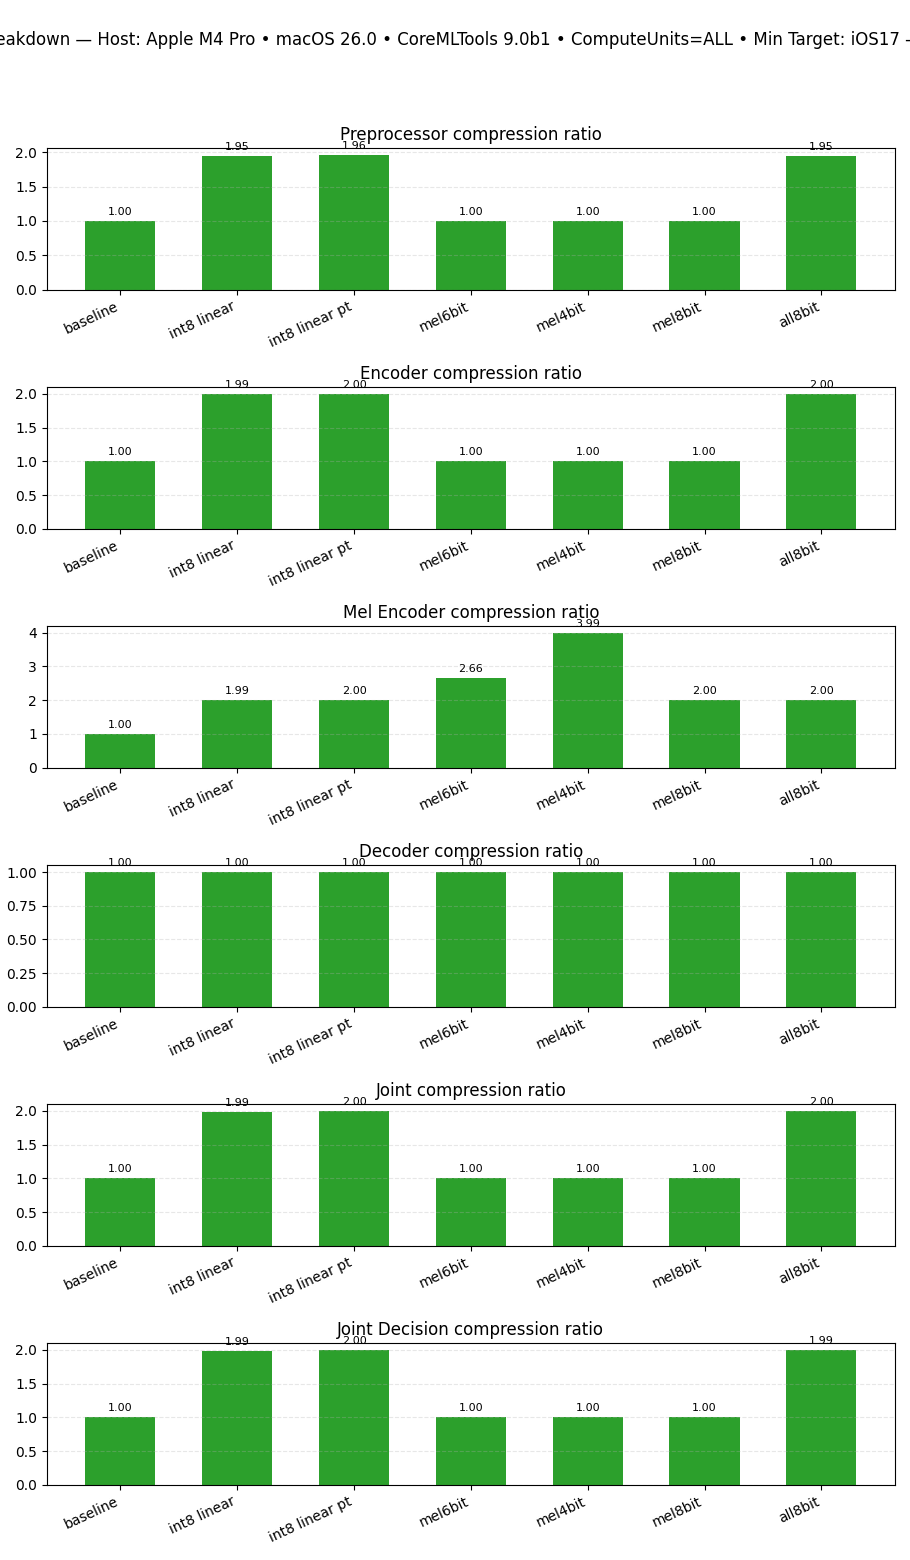 eakdown — Host: Apple M4 Pro • macOS 26.0 • CoreMLTools 9.0b1 • ComputeUnits=ALL • Min Target: iOS17 -
Preprocessor compression ratio
2.0
1.5
1.0
0.5
0.0
1.00
1.95
1.96
1.00
1.00
1.00
1.95
baseline
int8 linear
int8 linear pt
mel6bit
mel4bit
mel8bit
all8bit
Encoder compression ratio
2.0
1.5
1.0
0.5
0.0
1.00
1.99
2.00
1.00
1.00
1.00
2.00
baseline
int8 linear
int8 linear pt
mel6bit
mel4bit
mel8bit
all8bit
Mel Encoder compression ratio
4
3
2
1
0
1.00
1.99
2.00
2.66
3.99
2.00
2.00
baseline
int8 linear
int8 linear pt
mel6bit
mel4bit
mel8bit
all8bit
Decoder compression ratio
1.00
0.75
0.50
0.25
0.00
1.00
1.00
1.00
1.00
1.00
1.00
1.00
baseline
int8 linear
int8 linear pt
mel6bit
mel4bit
mel8bit
all8bit
Joint compression ratio
2.0
1.5
1.0
0.5
0.0
1.00
1.99
2.00
1.00
1.00
1.00
2.00
baseline
int8 linear
int8 linear pt
mel6bit
mel4bit
mel8bit
all8bit
Joint Decision compression ratio
2.0
1.5
1.0
0.5
0.0
1.00
1.99
2.00
1.00
1.00
1.00
1.99
baseline
int8 linear
int8 linear pt
mel6bit
mel4bit
mel8bit
all8bit